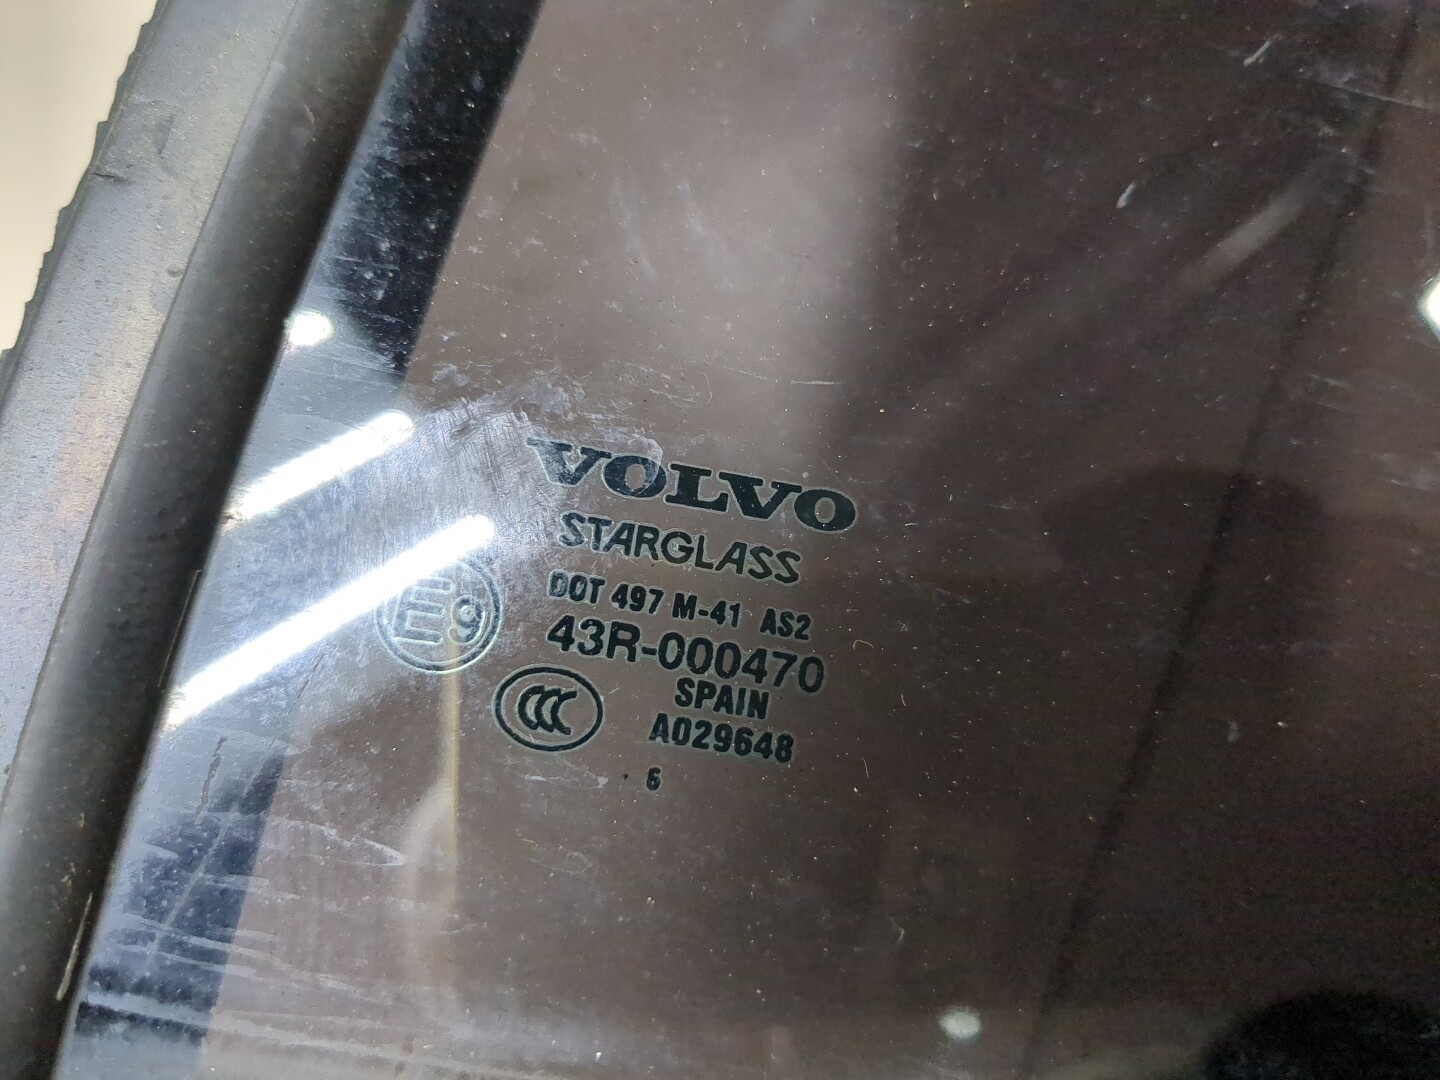 VOLVO
STARGLASS
DOT 497 M-41 AS2
E9
43R-000470
CCC
SPAIN
A029648
6